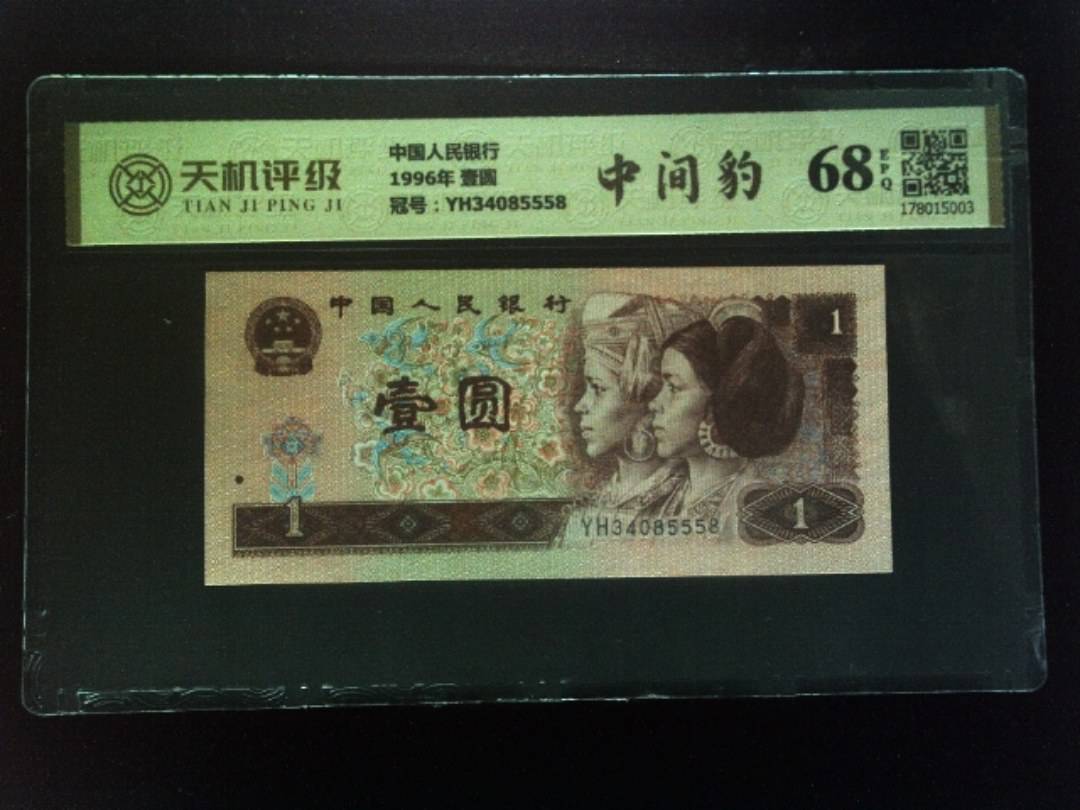 天机评级
TIAN JI PING JI
中国人民银行
1996年 壹圆
冠号：YH34085558
中间豹
68
EPQ
178015003
中国人民银行
1
壹圆
1
YH34085558
1